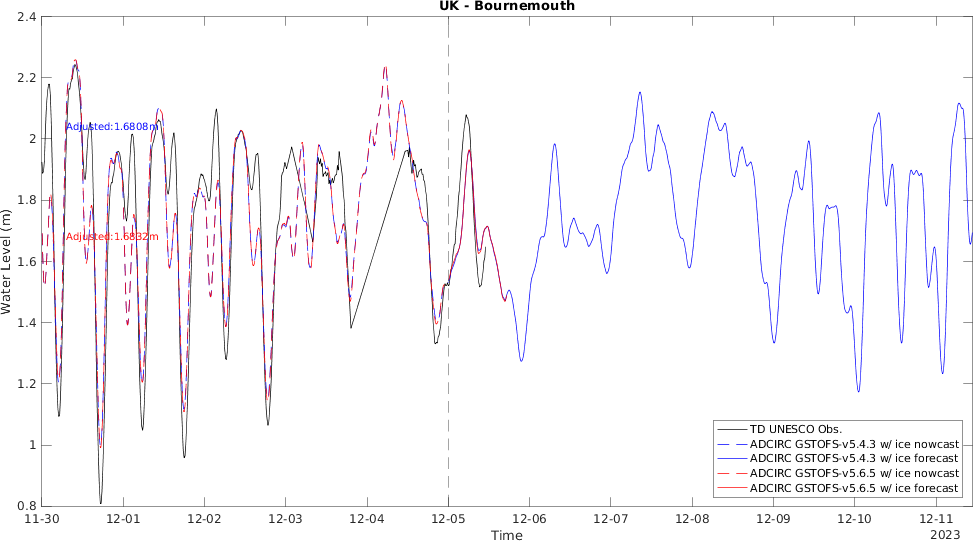 UK - Bournemouth
2.4
2.2
2
1.8
1.6
1.4
1.2
1
0.8
Water Level (m)
Adjusted:1.6808m
Adjusted:1.6832m
TD UNESCO Obs.
ADCIRC GSTOFS-v5.4.3 w/ ice nowcast
ADCIRC GSTOFS-v5.4.3 w/ ice forecast
ADCIRC GSTOFS-v5.6.5 w/ ice nowcast
ADCIRC GSTOFS-v5.6.5 w/ ice forecast
11-30 12-01 12-02 12-03 12-04 12-05 12-06 12-07 12-08 12-09 12-10 12-11
Time
2023